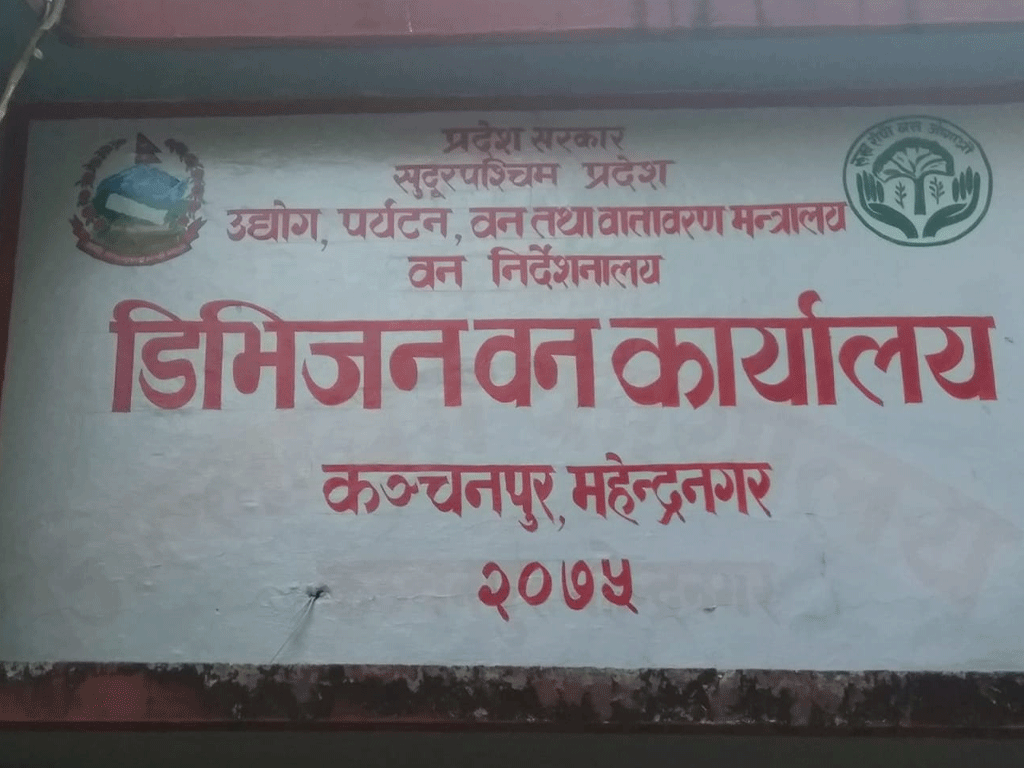 प्रदेश सरकार
सुदूरपश्चिम प्रदेश
उद्योग, पर्यटन, वन तथा वातावरण मन्त्रालय
वन निर्देशनालय
डिभिजन वन कार्यालय
कञ्चनपुर, महेन्द्रनगर
२०७५